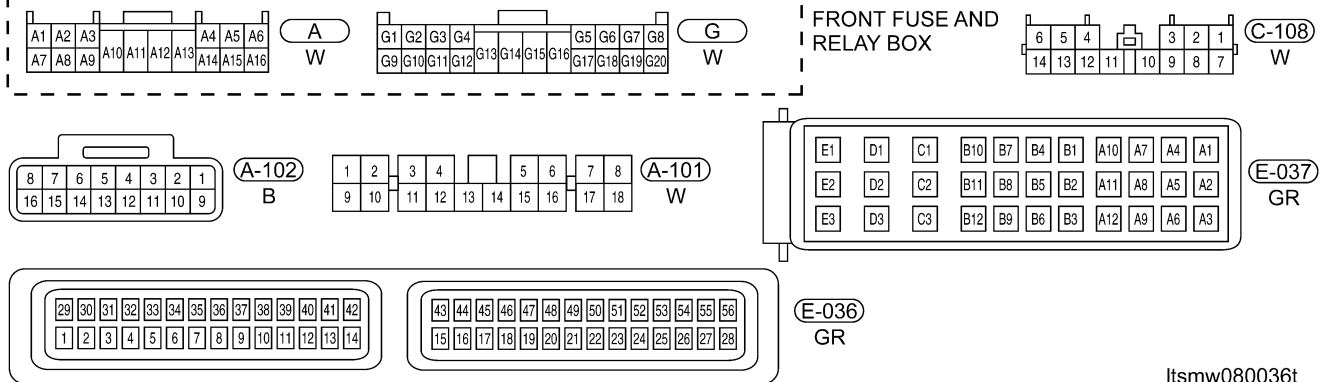 A1 A2 A3 A4 A5 A6
A10 A11 A12 A13
A7 A8 A9 A14 A15 A16
A
W
G1 G2 G3 G4 G5 G6 G7 G8
G13 G14 G15 G16
G9 G10 G11 G12 G17 G18 G19 G20
G
W
FRONT FUSE AND
RELAY BOX
6 5 4 3 2 1
14 13 12 11 10 9 8 7
C-108
W
8 7 6 5 4 3 2 1
16 15 14 13 12 11 10 9
A-102
B
1 2 3 4 5 6 7 8
9 10 11 12 13 14 15 16 17 18
A-101
W
E1 D1 C1 B10 B7 B4 B1 A10 A7 A4 A1
E2 D2 C2 B11 B8 B5 B2 A11 A8 A5 A2
E3 D3 C3 B12 B9 B6 B3 A12 A9 A6 A3
E-037
GR
29 30 31 32 33 34 35 36 37 38 39 40 41 42
1 2 3 4 5 6 7 8 9 10 11 12 13 14
43 44 45 46 47 48 49 50 51 52 53 54 55 56
15 16 17 18 19 20 21 22 23 24 25 26 27 28
E-036
GR
ltsmw080036t